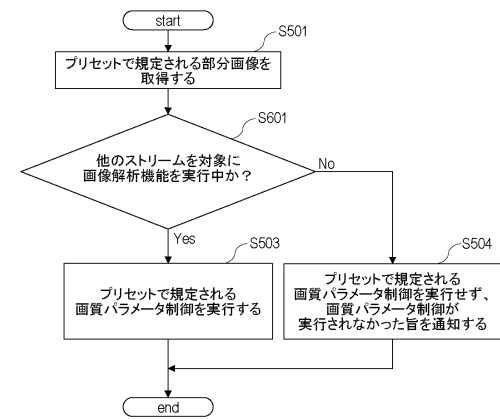 start
S501
プリセットで規定される部分画像を
取得する
S601
他のストリームを対象に
画像解析機能を実行中か？
No
Yes
S503
プリセットで規定される
画質パラメータ制御を実行する
S504
プリセットで規定される
画質パラメータ制御を実行せず、
画質パラメータ制御が
実行されなかった旨を通知する
end